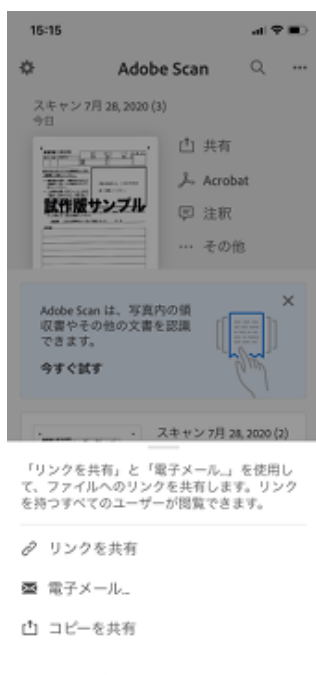 15:15
Adobe Scan
スキャン 7月 28, 2020 (3)
今日
共有
試作版サンプル
Acrobat
注釈
その他
Adobe Scan は、写真内の領
収書やその他の文書を認識
できます。
今すぐ試す
スキャン 7月 28, 2020 (2)
「リンクを共有」と「電子メール...」を使用し
て、ファイルへのリンクを共有します。リンク
を持つすべてのユーザーが閲覧できます。
リンクを共有
電子メール...
コピーを共有